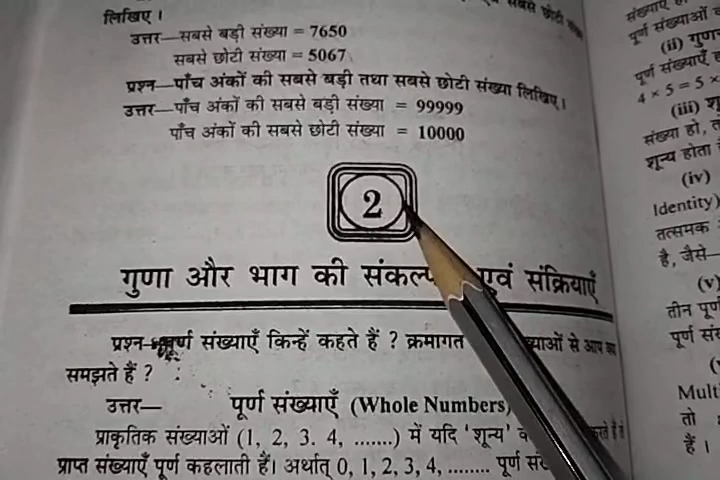 लिखिए।
उत्तर—सबसे बड़ी संख्या = 7650
सबसे छोटी संख्या = 5067
प्रश्न—पाँच अंकों की सबसे बड़ी तथा सबसे छोटी संख्या लिखिए।
उत्तर—पाँच अंकों की सबसे बड़ी संख्या = 99999
पाँच अंकों की सबसे छोटी संख्या = 10000
2
गुणा और भाग की एवं संक्रियाएँ
प्रश्न— संख्याएँ किन्हें कहते हैं ? क्रमागत से आप क्या
समझते हैं ?
उत्तर— पूर्ण संख्याएँ (Whole Numbers)
प्राकृतिक संख्याओं (1, 2, 3. 4, .......) में यदि 'शून्य'
प्राप्त संख्याएँ पूर्ण कहलाती हैं। अर्थात् 0, 1, 2, 3, 4, ........ पूर्ण
पूर्ण संख्याओं
(ii)
पूर्ण संख्याएँ
4 × 5 = 5 ×
(iii)
संख्या हो,
शून्य होता
(iv)
Identity)
तत्समक
है, जैसे—
(v)
तीन
पूर्ण
तो
हैं।